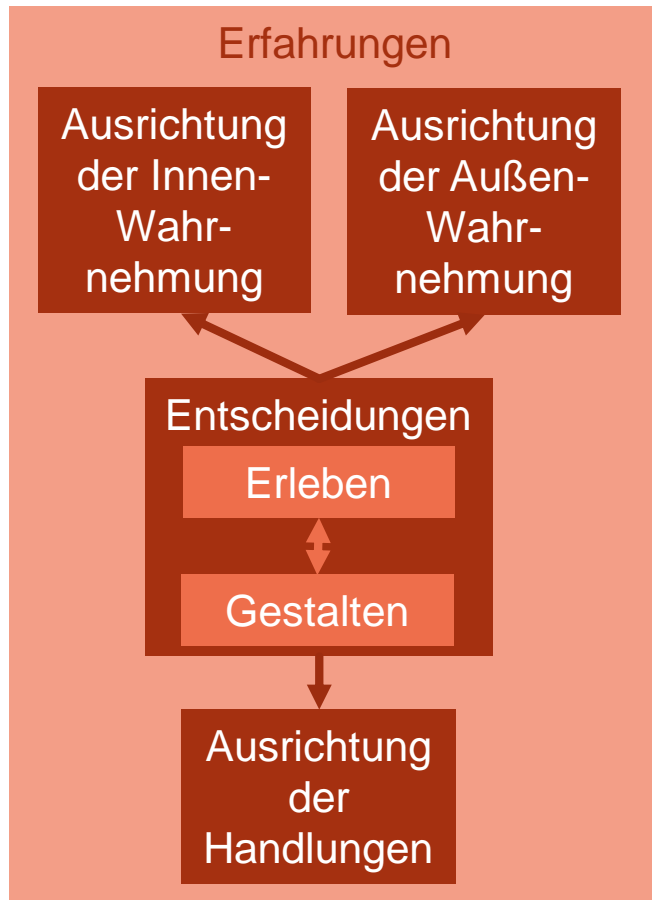 Erfahrungen
Ausrichtung
der Innen-
Wahr-
nehmung
Ausrichtung
der Außen-
Wahr-
nehmung
Entscheidungen
Erleben
Gestalten
Ausrichtung
der
Handlungen